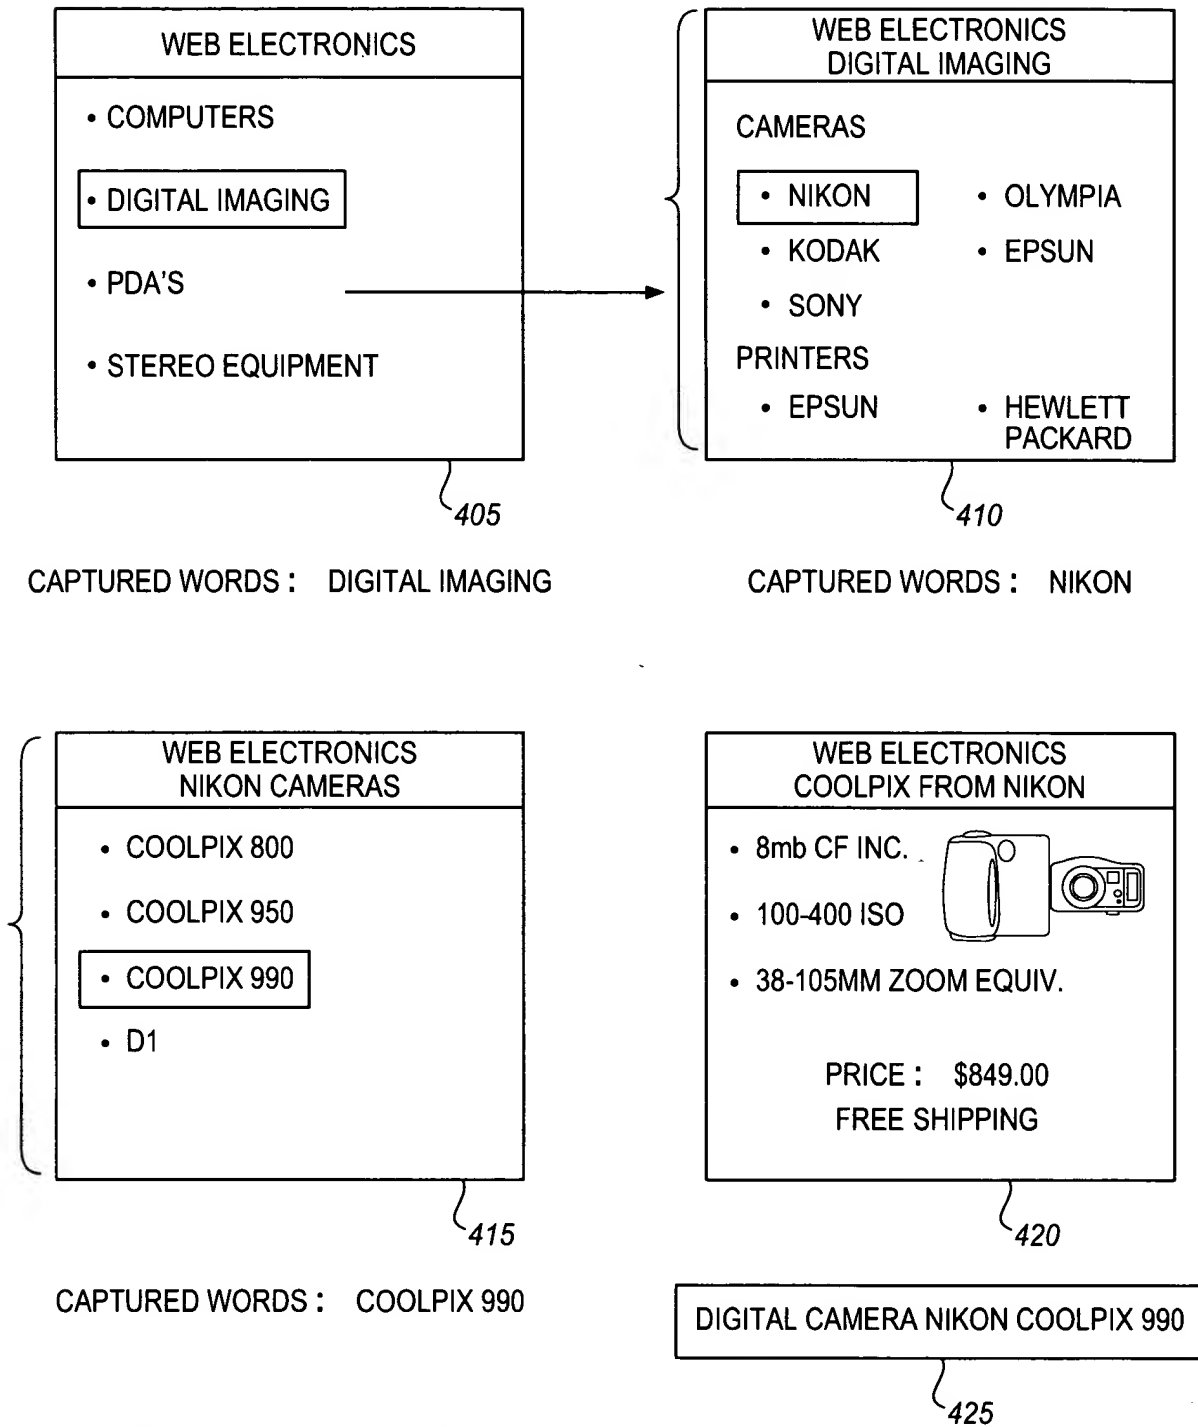 WEB ELECTRONICS
• COMPUTERS
• DIGITAL IMAGING
• PDA'S
• STEREO EQUIPMENT
405
CAPTURED WORDS : DIGITAL IMAGING
WEB ELECTRONICS
DIGITAL IMAGING
CAMERAS
• NIKON • OLYMPIA
• KODAK • EPSUN
• SONY
PRINTERS
• EPSUN • HEWLETT
PACKARD
410
CAPTURED WORDS : NIKON
WEB ELECTRONICS
NIKON CAMERAS
• COOLPIX 800
• COOLPIX 950
• COOLPIX 990
• D1
415
CAPTURED WORDS : COOLPIX 990
WEB ELECTRONICS
COOLPIX FROM NIKON
• 8mb CF INC.
• 100-400 ISO
• 38-105MM ZOOM EQUIV.
PRICE : $849.00
FREE SHIPPING
420
DIGITAL CAMERA NIKON COOLPIX 990
425